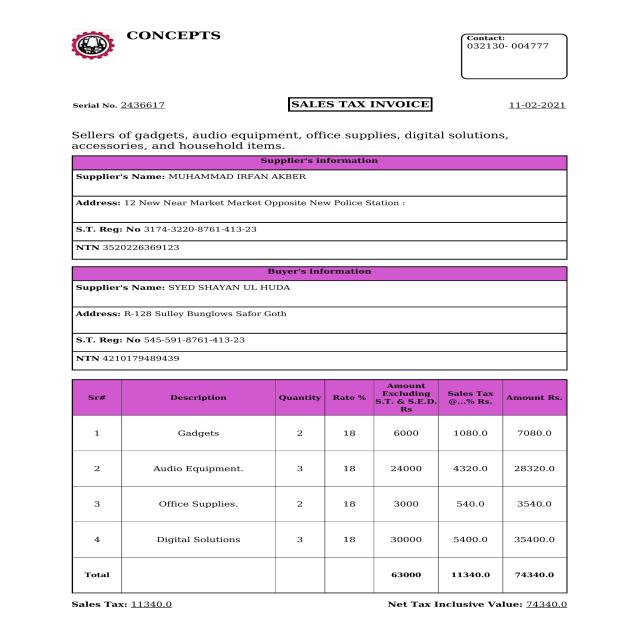 CONCEPTS
Contact:
032130- 004777
Serial No. 2436617
SALES TAX INVOICE
11-02-2021
Sellers of gadgets, audio equipment, office supplies, digital solutions,
accessories, and household items.
Supplier's information
Supplier's Name: MUHAMMAD IRFAN AKBER
Address: 12 New Near Market Market Opposite New Police Station :
S.T. Reg: No 3174-3220-8761-413-23
NTN 3520226369123
Buyer's information
Supplier's Name: SYED SHAYAN UL HUDA
Address: R-128 Sulley Bunglows Safor Goth
S.T. Reg: No 545-591-8761-413-23
NTN 4210179489439
Sr# Description Quantity Rate % Amount Excluding S.T. & S.E.D. Rs Sales Tax @...% Rs. Amount Rs.
1 Gadgets 2 18 6000 1080.0 7080.0
2 Audio Equipment. 3 18 24000 4320.0 28320.0
3 Office Supplies. 2 18 3000 540.0 3540.0
4 Digital Solutions 3 18 30000 5400.0 35400.0
Total 63000 11340.0 74340.0
Sales Tax: 11340.0
Net Tax Inclusive Value: 74340.0